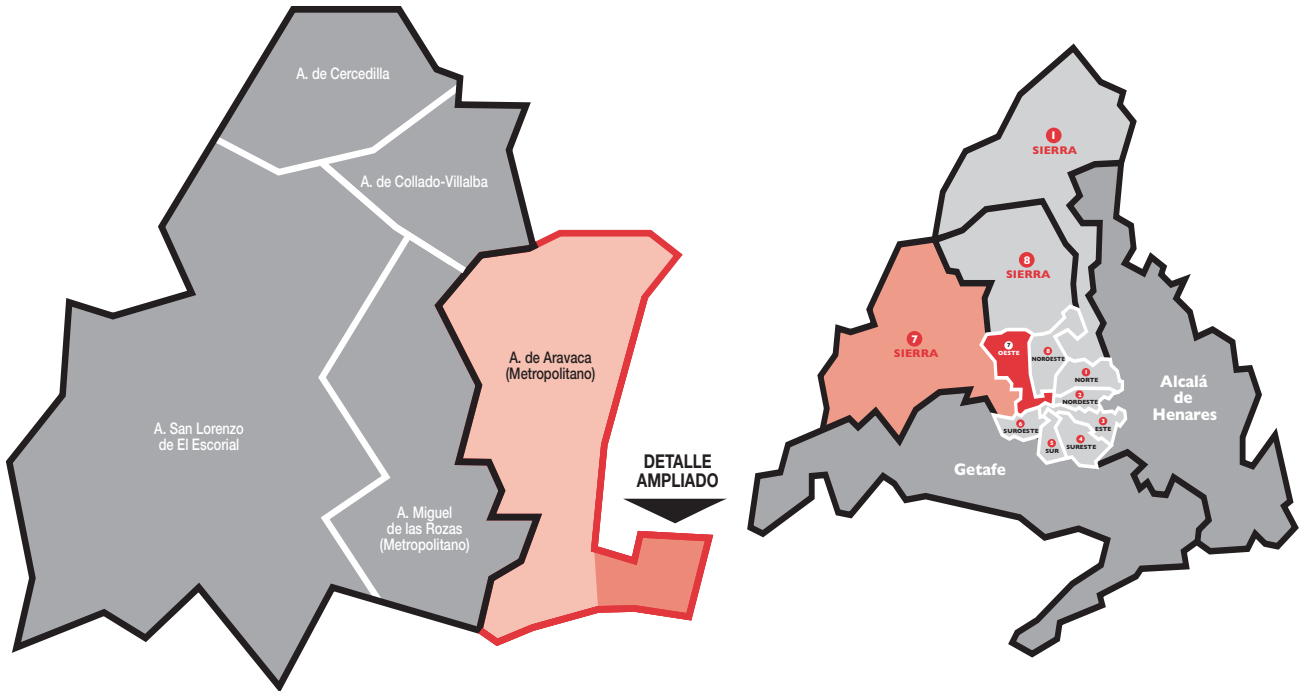 A. de Cercedilla
A. de Collado-Villalba
A. de Aravaca
(Metropolitano)
A. San Lorenzo
de El Escorial
A. Miguel
de las Rozas
(Metropolitano)
DETALLE
AMPLIADO
1
SIERRA
8
SIERRA
7
SIERRA
7
OESTE
8
NOROESTE
1
NORTE
2
NORDESTE
3
ESTE
4
SURESTE
5
SUR
6
SUROESTE
Alcalá
de
Henares
Getafe